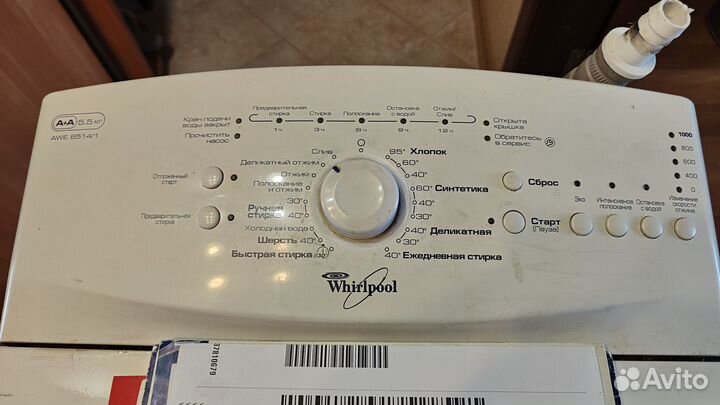 A+A 5.5 кг
AWE 6514/1
Кран подачи
воды закрыт
Прочистить
насос
Предварительная
стирка
Стирка
Полоскание
Остановка
с водой
Отжим/
Слив
1 ч
3 ч
6 ч
9 ч
12 ч
Открыта
крышка
Обратитесь
в сервис
Отложенный
старт
Предварительная
стирка
Слив
Деликатный отжим
Отжим
Полоскание
и отжим
30°
Ручная
стирка
40°
Холодная вода
Шерсть 40°
Быстрая стирка
95° Хлопок
60°
40°
60° Синтетика
40°
30°
40° Деликатная
30°
40° Ежедневная стирка
Сброс
Старт
(Пауза)
Эко
Интенсивное
полоскание
Остановка
с водой
Изменение
скорости
отжима
1000
800
600
400
0
Whirlpool
37810679
Avito